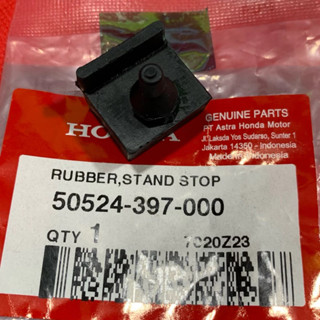 HONDA
GENUINE PARTS
PT Astra Honda Motor
Jl. Laksda Yos Sudarso, Sunter 1
Jakarta 14350 - Indonesia
Made in Indonesia
RUBBER,STAND STOP
50524-397-000
QTY 1
7C20Z23